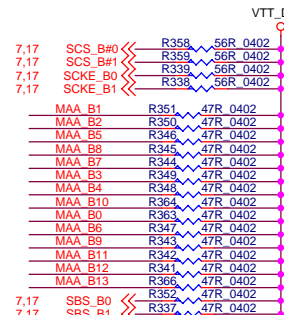 VTT_D
7,17 SCS_B#0 R358 56R_0402
7,17 SCS_B#1 R359 56R_0402
7,17 SCKE_B0 R339 56R_0402
7,17 SCKE_B1 R338 56R_0402
MAA_B1 R351 47R_0402
MAA_B2 R350 47R_0402
MAA_B5 R346 47R_0402
MAA_B8 R345 47R_0402
MAA_B7 R344 47R_0402
MAA_B3 R349 47R_0402
MAA_B4 R348 47R_0402
MAA_B10 R364 47R_0402
MAA_B0 R363 47R_0402
MAA_B6 R347 47R_0402
MAA_B9 R343 47R_0402
MAA_B11 R342 47R_0402
MAA_B12 R341 47R_0402
MAA_B13 R366 47R_0402
7,17 SBS_B0 R352 47R_0402
7,17 SBS_B1 R337 47R_0402